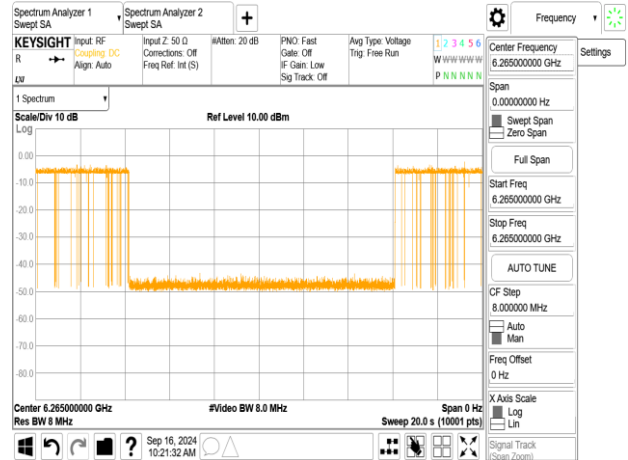 Spectrum Analyzer 1
Swept SA
Spectrum Analyzer 2
Swept SA
+
Frequency
KEYSIGHT
R
Input: RF
Coupling: DC
Align: Auto
Input Z: 50 Ω
Corrections: Off
Freq Ref: Int (S)
#Atten: 20 dB
PNO: Fast
Gate: Off
IF Gain: Low
Sig Track: Off
Avg Type: Voltage
Trig: Free Run
1 2 3 4 5 6
W W W W W W
P N N N N N
Center Frequency
6.265000000 GHz
Settings
Span
0.00000000 Hz
Swept Span
Zero Span
Full Span
Start Freq
6.265000000 GHz
Stop Freq
6.265000000 GHz
AUTO TUNE
CF Step
8.000000 MHz
Auto
Man
Freq Offset
0 Hz
X Axis Scale
Log
Lin
Signal Track
(Span Zoom)
1 Spectrum
Scale/Div 10 dB
Ref Level 10.00 dBm
Log
0.00
-10.0
-20.0
-30.0
-40.0
-50.0
-60.0
-70.0
-80.0
Center 6.265000000 GHz
#Video BW 8.0 MHz
Span 0 Hz
Res BW 8 MHz
Sweep 20.0 s (10001 pts)
?
Sep 16, 2024
10:21:32 AM